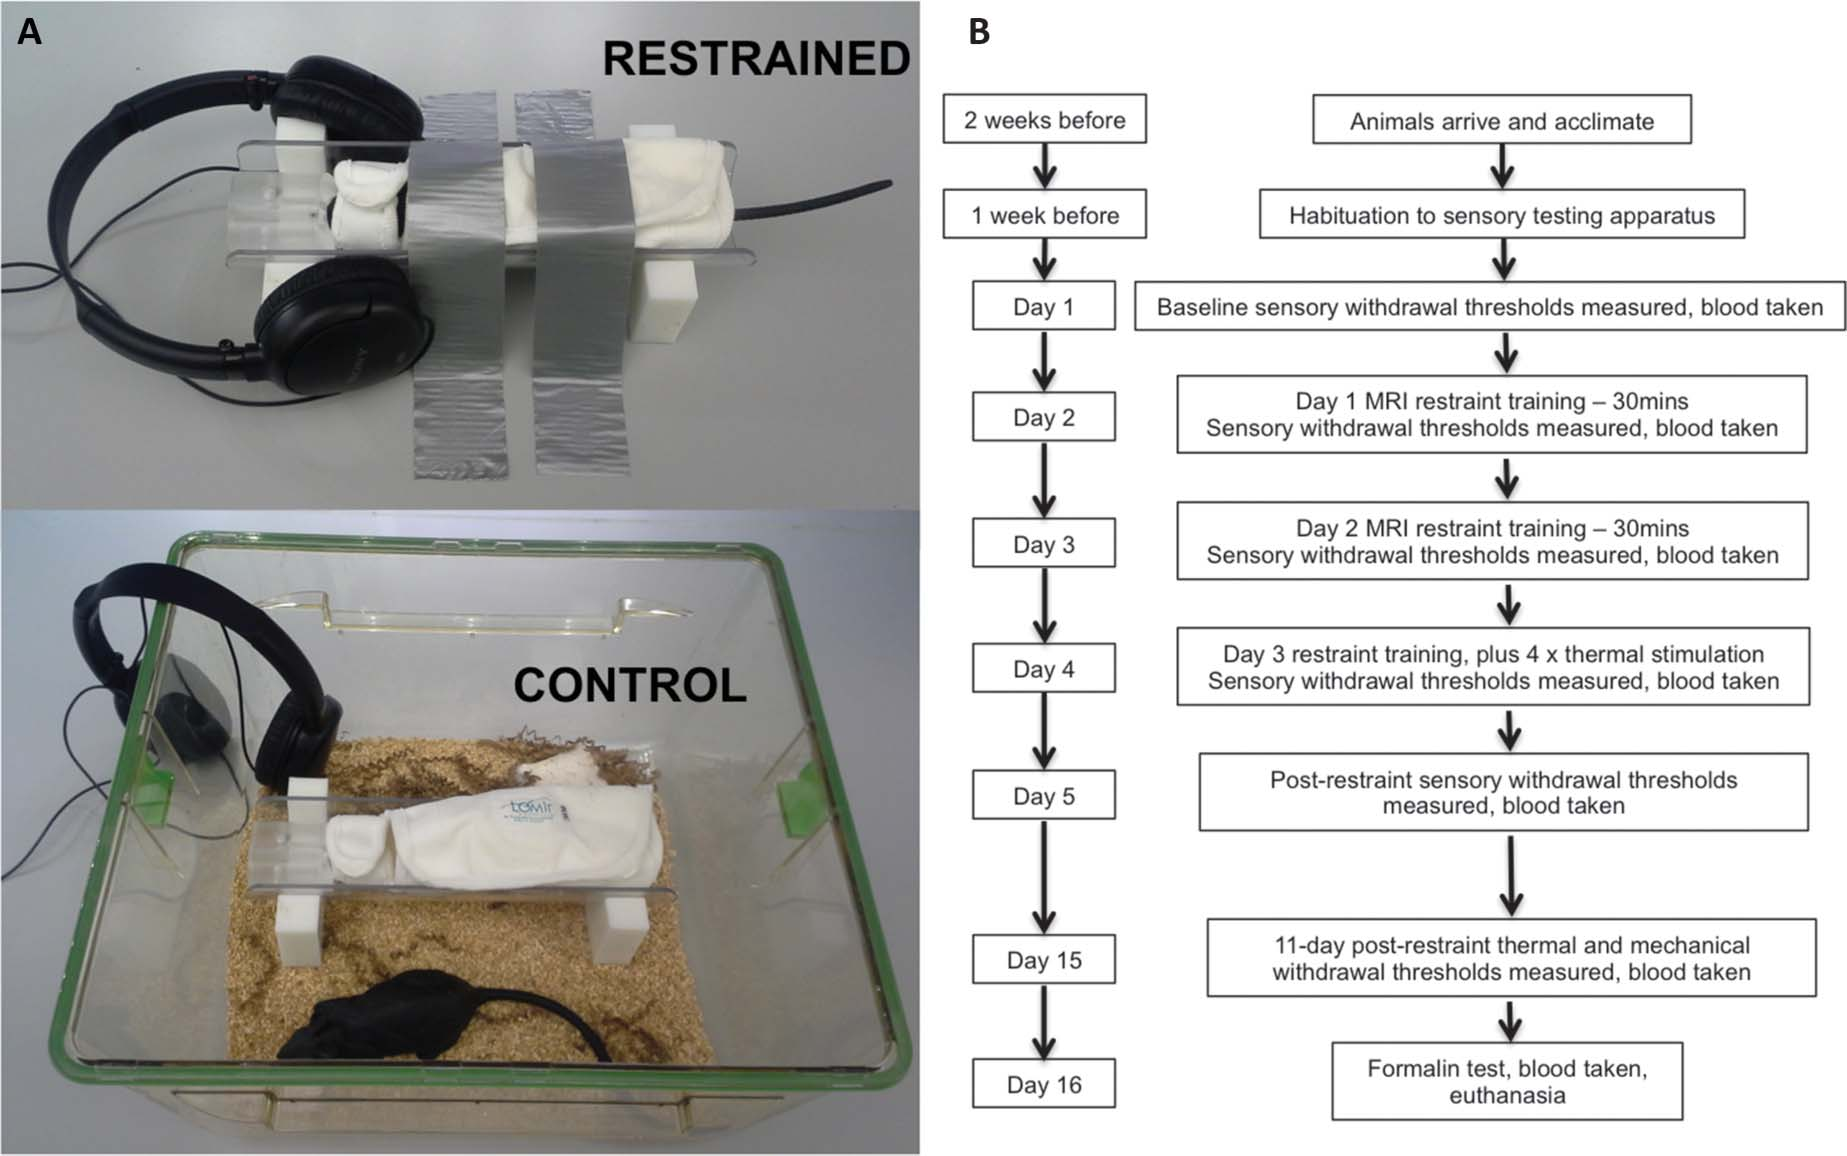 A
RESTRAINED
SONY
CONTROL
tomir
B
2 weeks before
Animals arrive and acclimate
1 week before
Habituation to sensory testing apparatus
Day 1
Baseline sensory withdrawal thresholds measured, blood taken
Day 2
Day 1 MRI restraint training – 30mins
Sensory withdrawal thresholds measured, blood taken
Day 3
Day 2 MRI restraint training – 30mins
Sensory withdrawal thresholds measured, blood taken
Day 4
Day 3 restraint training, plus 4 x thermal stimulation
Sensory withdrawal thresholds measured, blood taken
Day 5
Post-restraint sensory withdrawal thresholds
measured, blood taken
Day 15
11-day post-restraint thermal and mechanical
withdrawal thresholds measured, blood taken
Day 16
Formalin test, blood taken,
euthanasia